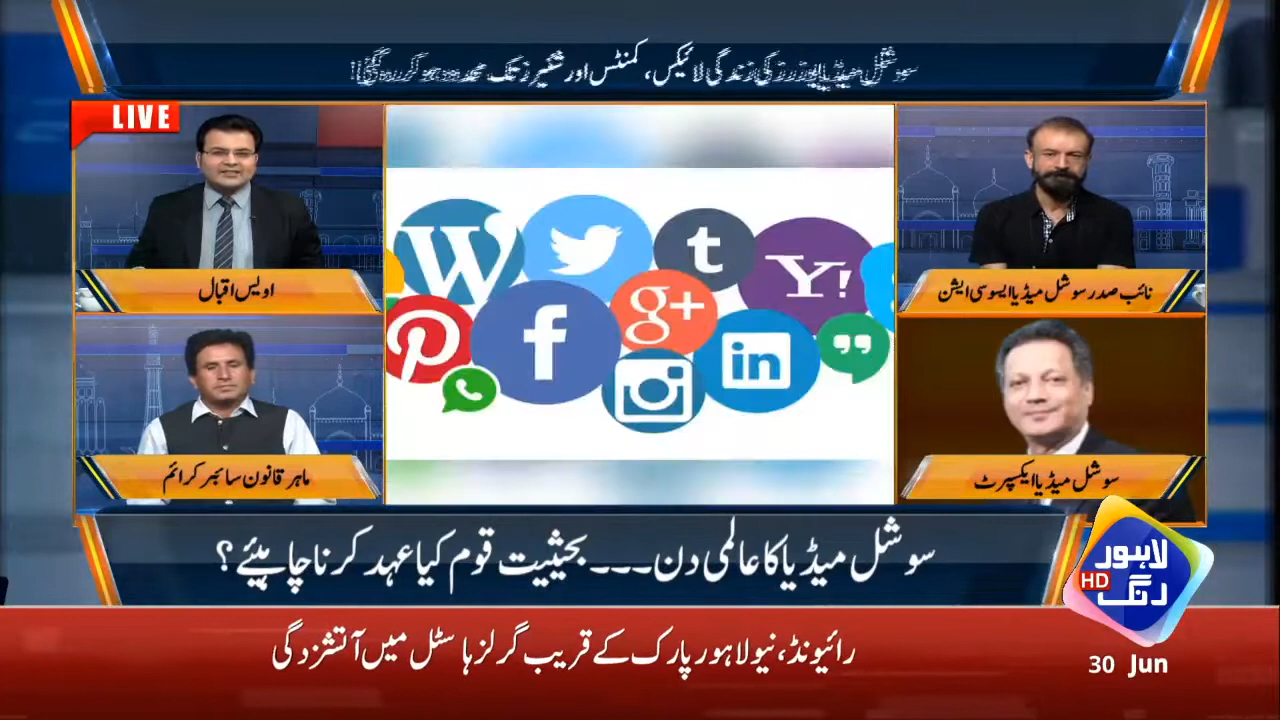 سوشل میڈیا یوزرز کی زندگی لائیکس، کمنٹس اور شیئرز تک محدود ہو کر رہ گئی!
LIVE
اویس اقبال
نائب صدر سوشل میڈیا ایسوسی ایشن
ماہر قانون سائبر کرائم
سوشل میڈیا ایکسپرٹ
W
t
Y!
g+
f
in
سوشل میڈیا کا عالمی دن ۔۔۔ بحیثیت قوم کیا عہد کرنا چاہیئے؟
لاہور
HD
رنگ
رائیونڈ، نیو لاہور پارک کے قریب گرلز ہاسٹل میں آتشزدگی
30 Jun